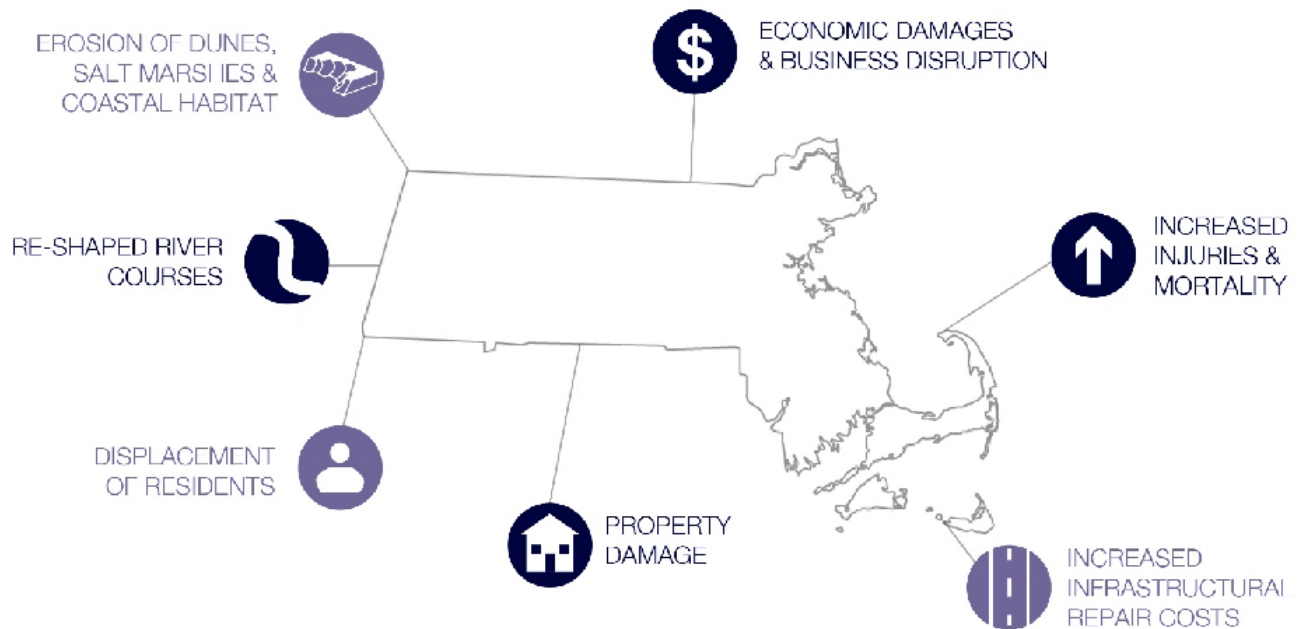 EROSION OF DUNES,
SALT MARSHES &
COASTAL HABITAT
ECONOMIC DAMAGES
& BUSINESS DISRUPTION
RE-SHAPED RIVER
COURSES
INCREASED
INJURIES &
MORTALITY
DISPLACEMENT
OF RESIDENTS
PROPERTY
DAMAGE
INCREASED
INFRASTRUCTURAL
REPAIR COSTS
$